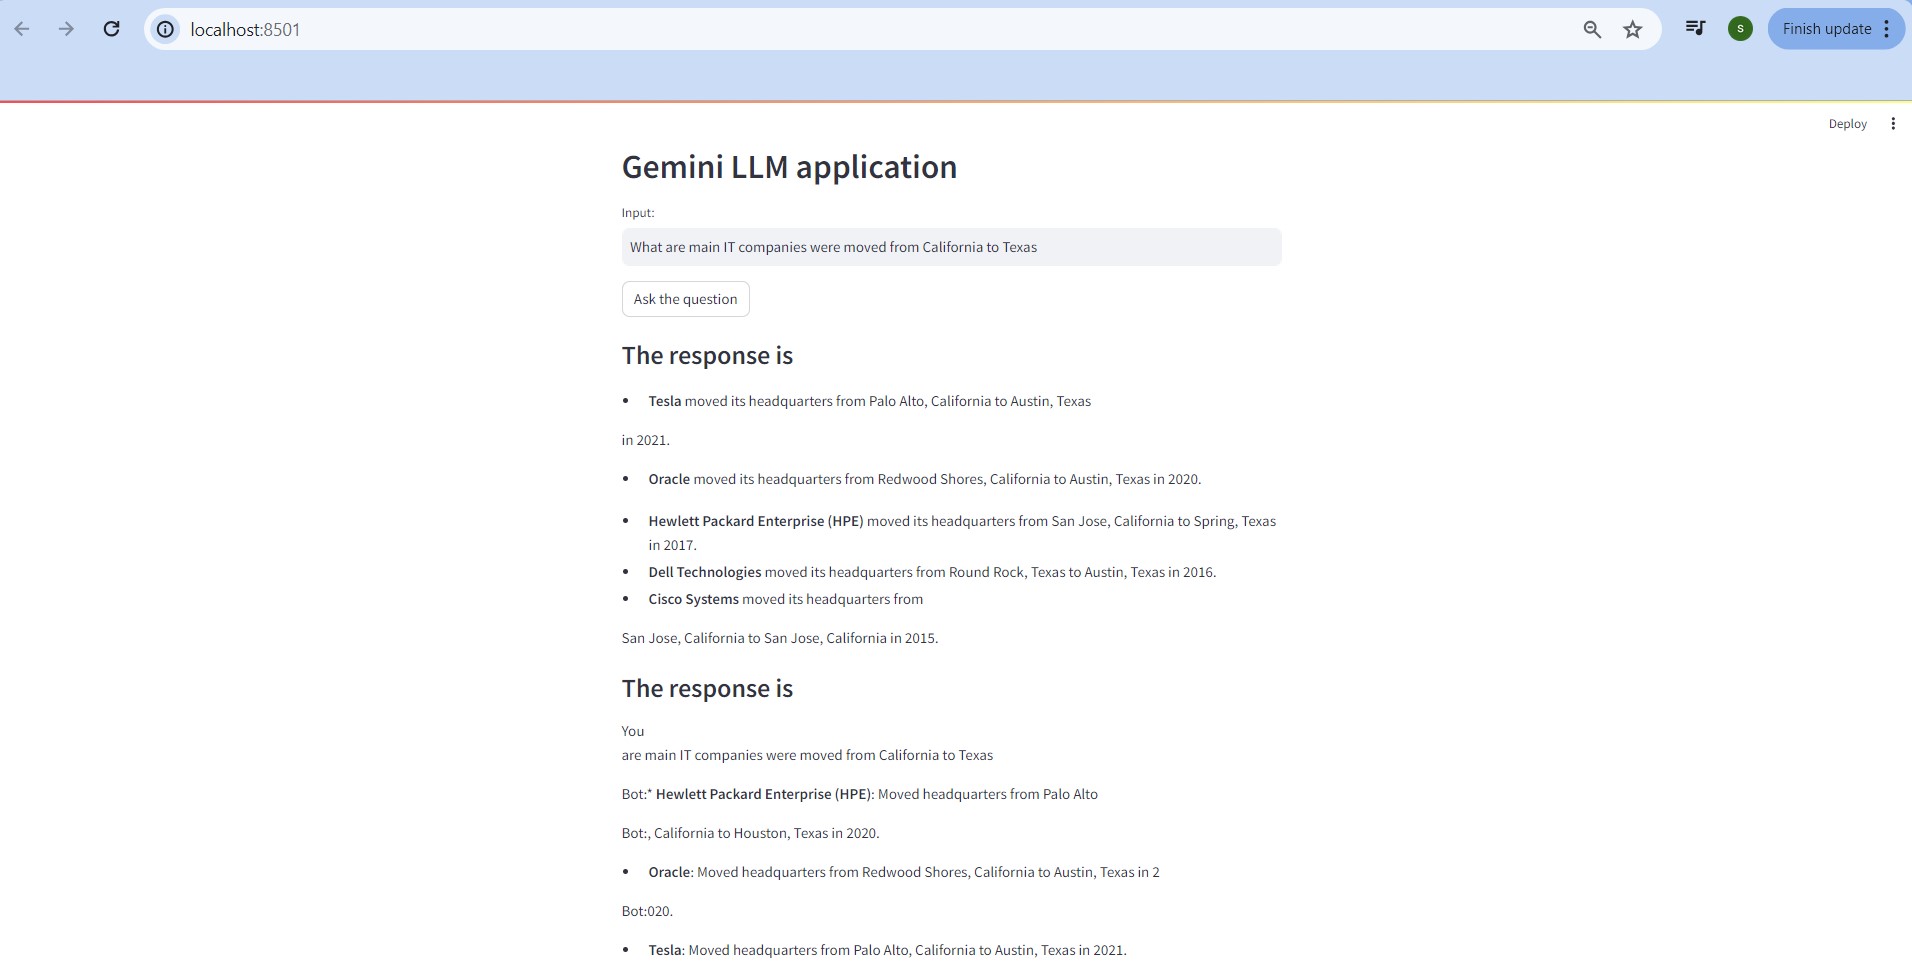 localhost:8501
S
Finish update
Deploy
Gemini LLM application
Input:
What are main IT companies were moved from California to Texas
Ask the question
The response is
• Tesla moved its headquarters from Palo Alto, California to Austin, Texas
in 2021.
• Oracle moved its headquarters from Redwood Shores, California to Austin, Texas in 2020.
• Hewlett Packard Enterprise (HPE) moved its headquarters from San Jose, California to Spring, Texas
in 2017.
• Dell Technologies moved its headquarters from Round Rock, Texas to Austin, Texas in 2016.
• Cisco Systems moved its headquarters from
San Jose, California to San Jose, California in 2015.
The response is
You
are main IT companies were moved from California to Texas
Bot:* Hewlett Packard Enterprise (HPE): Moved headquarters from Palo Alto
Bot:, California to Houston, Texas in 2020.
• Oracle: Moved headquarters from Redwood Shores, California to Austin, Texas in 2
Bot:020.
• Tesla: Moved headquarters from Palo Alto, California to Austin, Texas in 2021.